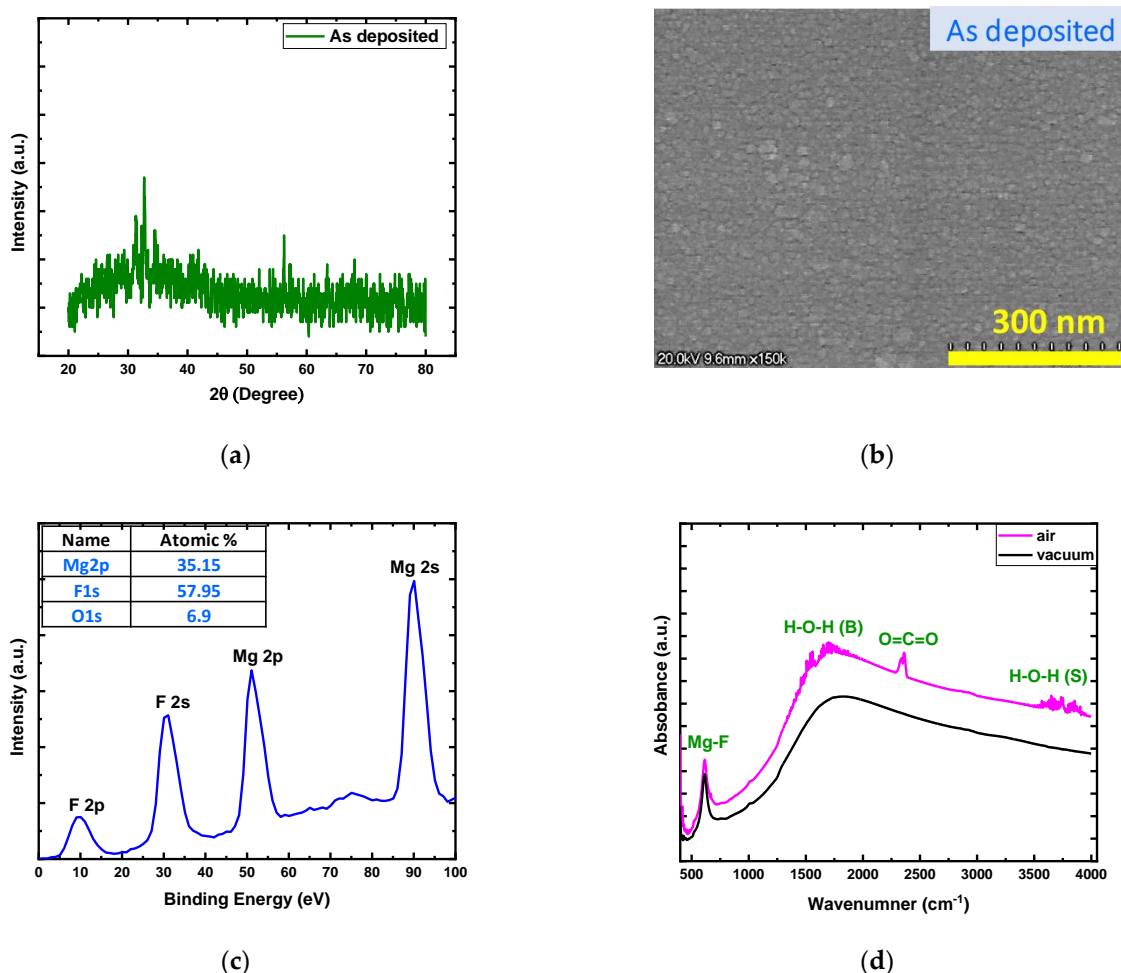 As deposited
Intensity (a.u.)
20 30 40 50 60 70 80
2θ (Degree)
(a)
As deposited
300 nm
20.0kV 9.6mm x150k
(b)
Name Atomic %
Mg2p 35.15
F1s 57.95
O1s 6.9
F 2p
F 2s
Mg 2p
Mg 2s
Intensity (a.u.)
0 10 20 30 40 50 60 70 80 90 100
Binding Energy (eV)
(c)
air
vacuum
Mg-F
H-O-H (B)
O=C=O
H-O-H (S)
Absobance (a.u.)
500 1000 1500 2000 2500 3000 3500 4000
Wavenumner (cm⁻¹)
(d)